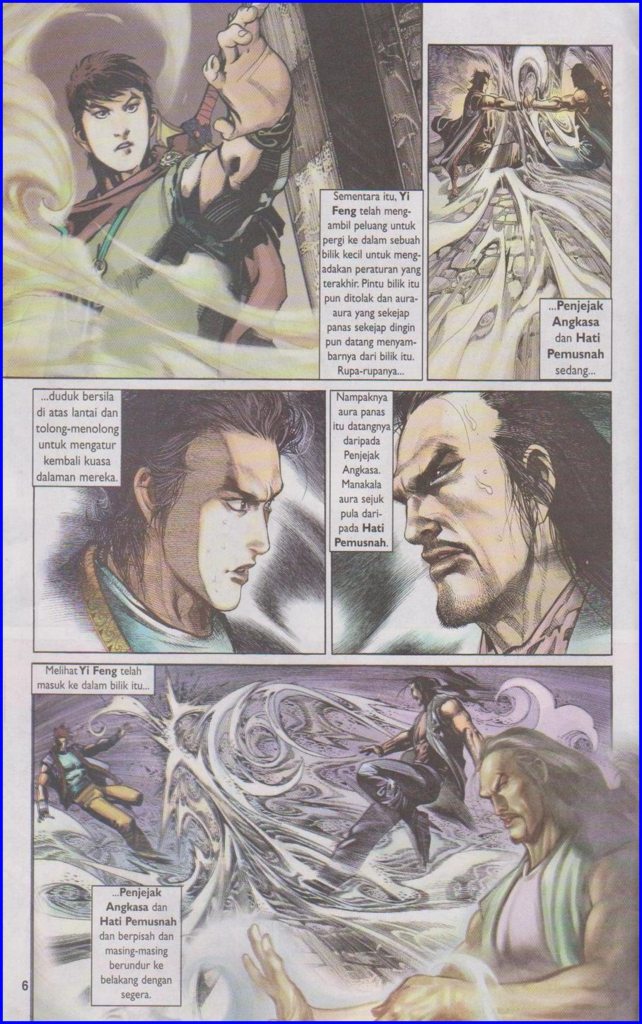 Sementara itu, Yi
Feng telah meng-
ambil peluang untuk
pergi ke dalam sebuah
bilik kecil untuk meng-
adakan peraturan yang
terakhir. Pintu bilik itu
pun ditolak dan aura-
aura yang sekejap
panas sekejap dingin
pun datang menyam-
barnya dari bilik itu.
Rupa-rupanya...
...Penjejak
Angkasa
dan Hati
Pemusnah
sedang...
...duduk bersila
di atas lantai dan
tolong-menolong
untuk mengatur
kembali kuasa
dalaman mereka.
Nampaknya
aura panas
itu datangnya
daripada
Penjejak
Angkasa.
Manakala
aura sejuk
pula dari-
pada Hati
Pemusnah.
Melihat Yi Feng telah
masuk ke dalam bilik itu...
...Penjejak
Angkasa dan
Hati Pemusnah
dan berpisah dan
masing-masing
berundur ke
belakang dengan
segera.
6